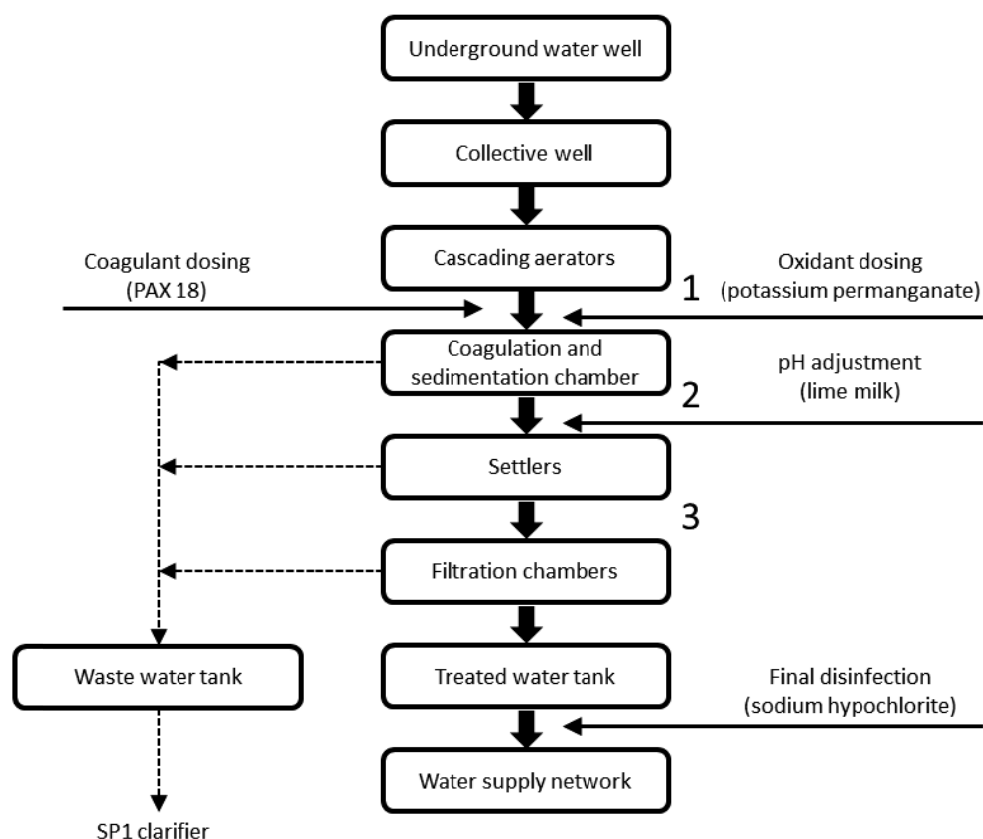 Underground water well
Collective well
Cascading aerators
Coagulant dosing
(PAX 18)
1
Oxidant dosing
(potassium permanganate)
Coagulation and
sedimentation chamber
pH adjustment
(lime milk)
2
Settlers
3
Filtration chambers
Waste water tank
Treated water tank
Final disinfection
(sodium hypochlorite)
Water supply network
SP1 clarifier